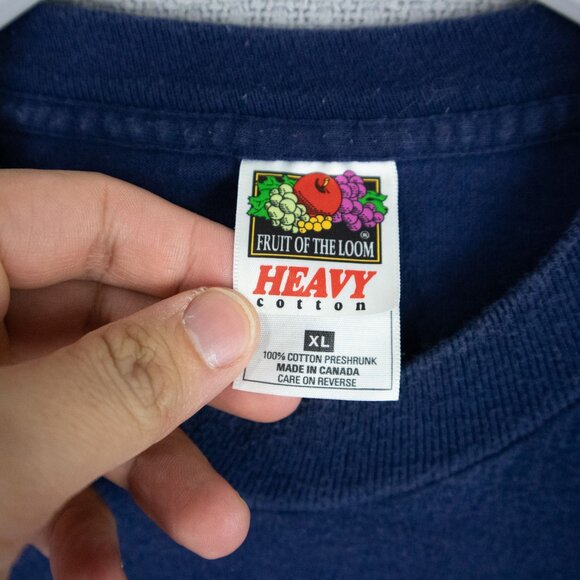 FRUIT OF THE LOOM ®
HEAVY
cotton
XL
100% COTTON PRESHRUNK
MADE IN CANADA
CARE ON REVERSE